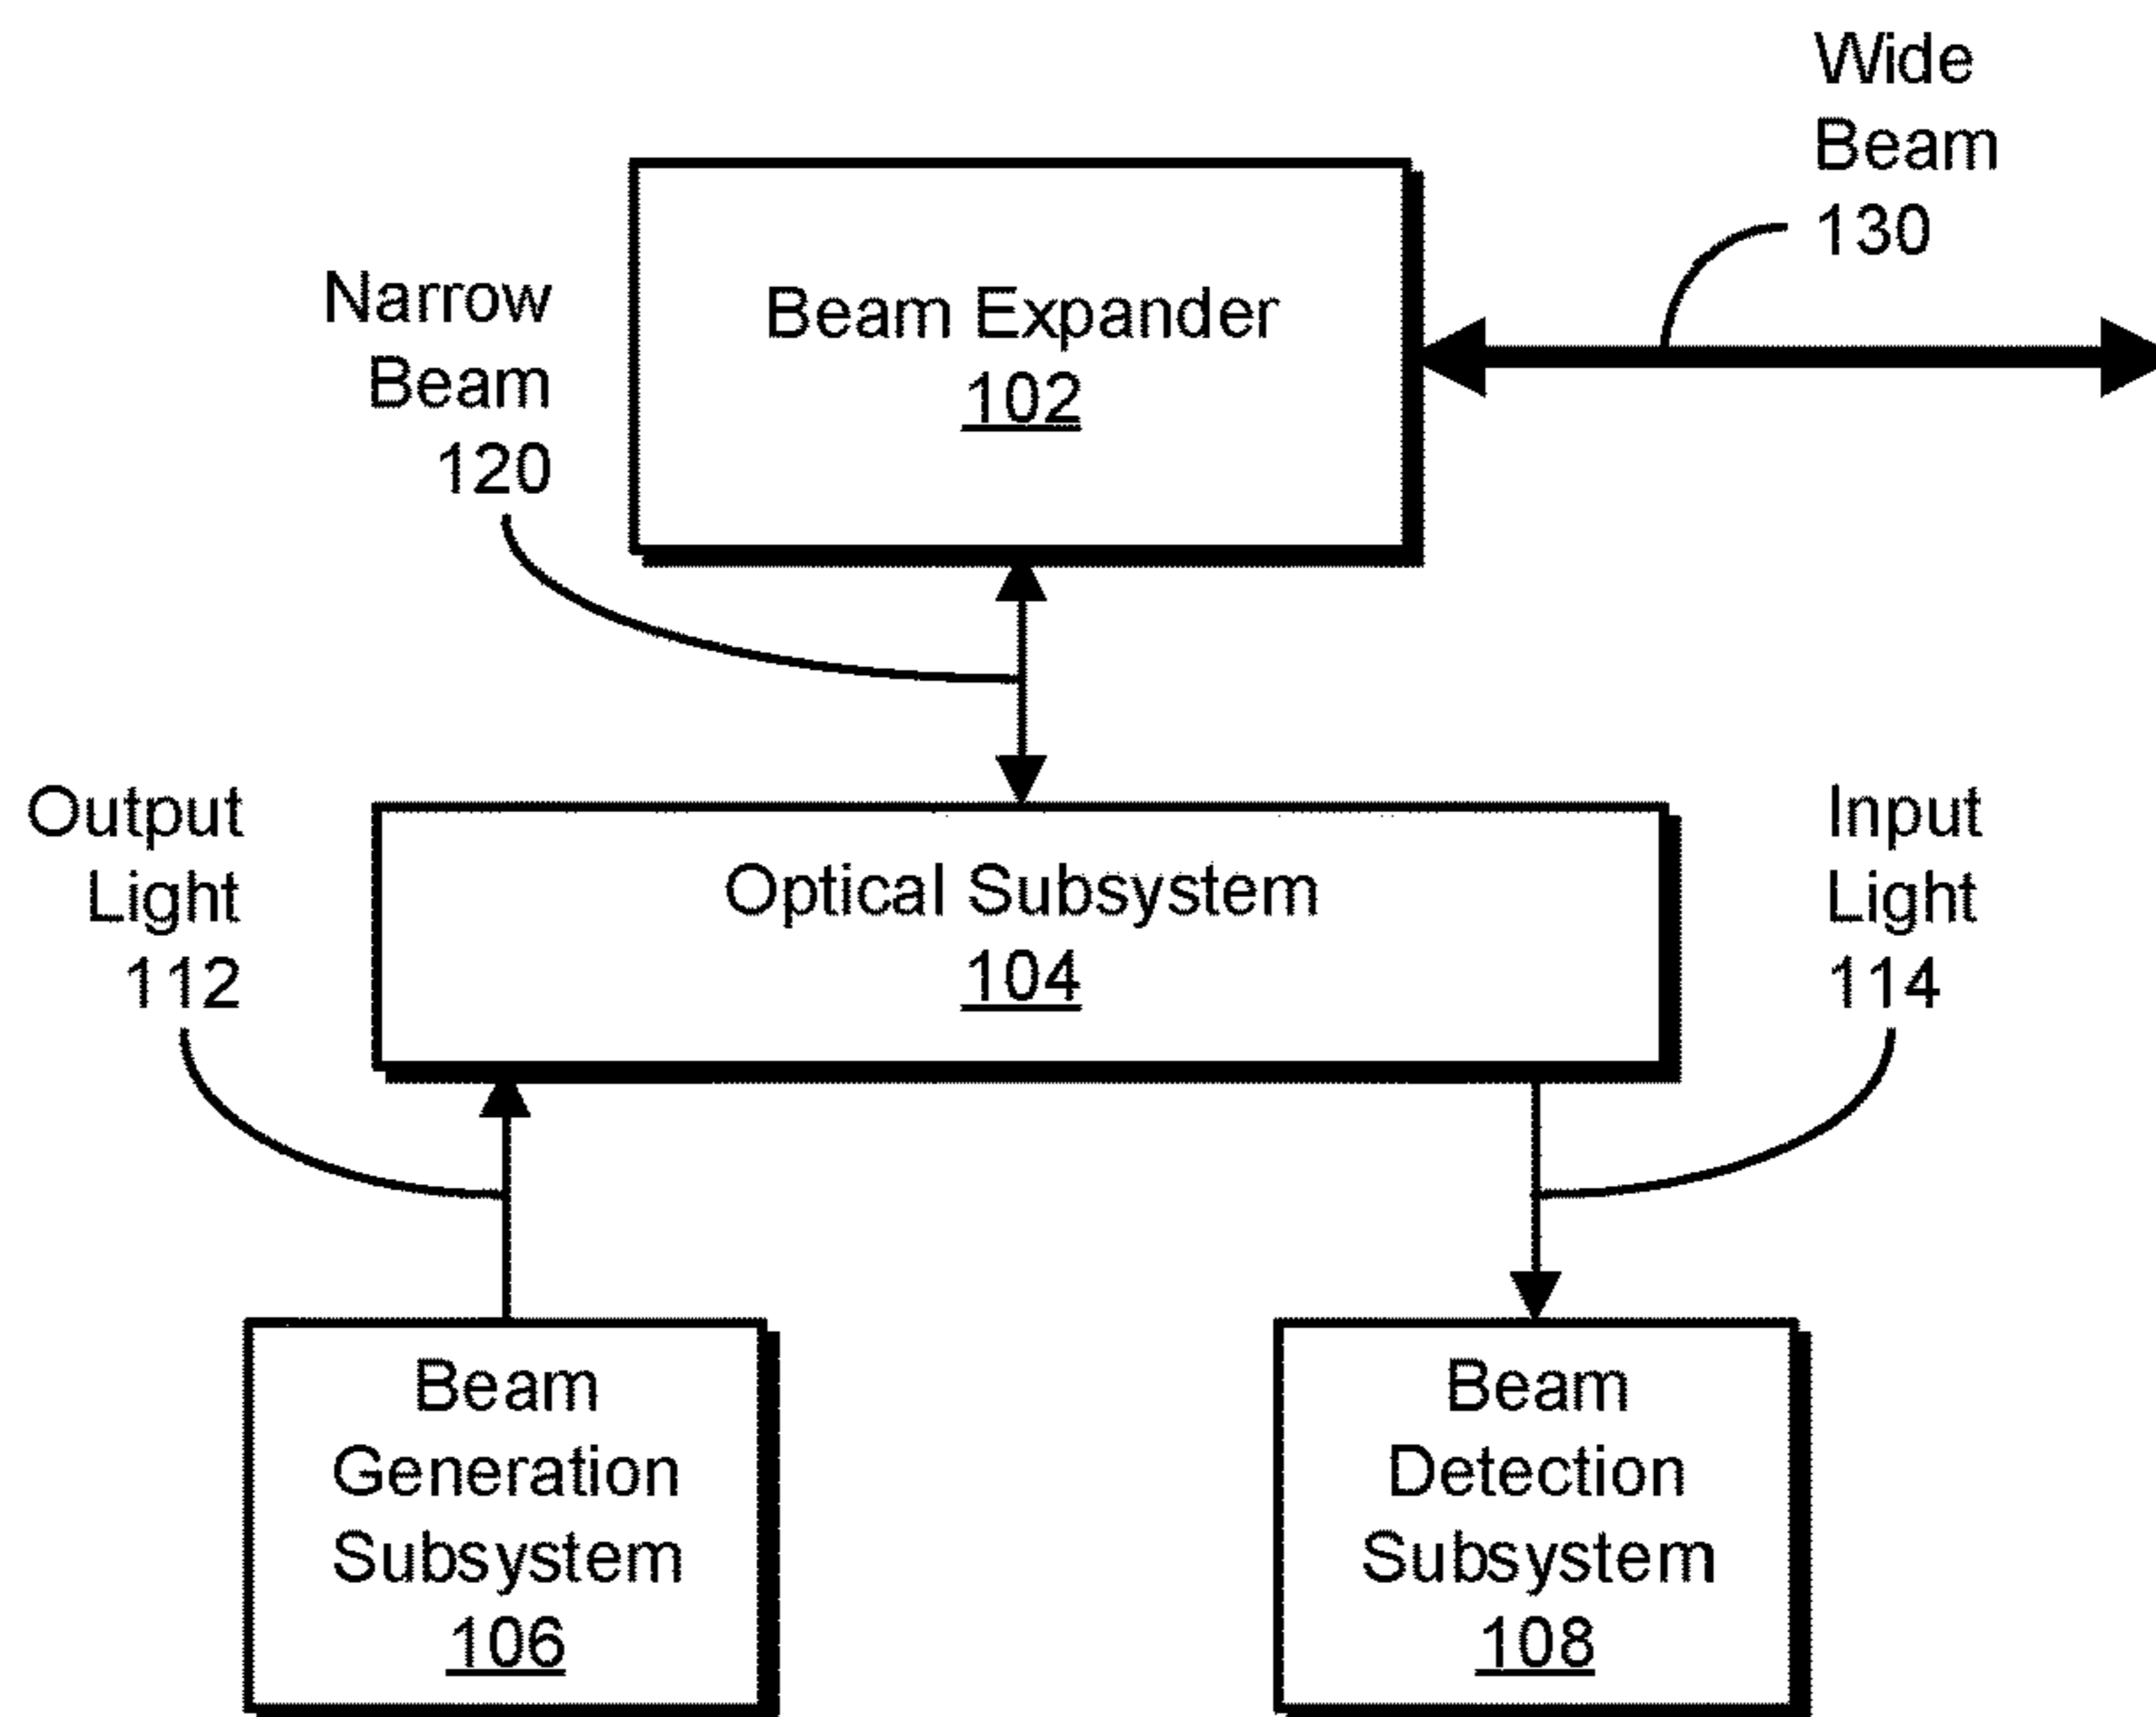 Wide
Beam
130
Narrow
Beam
120
Beam Expander
102
Output
Light
112
Optical Subsystem
104
Input
Light
114
Beam
Generation
Subsystem
106
Beam
Detection
Subsystem
108